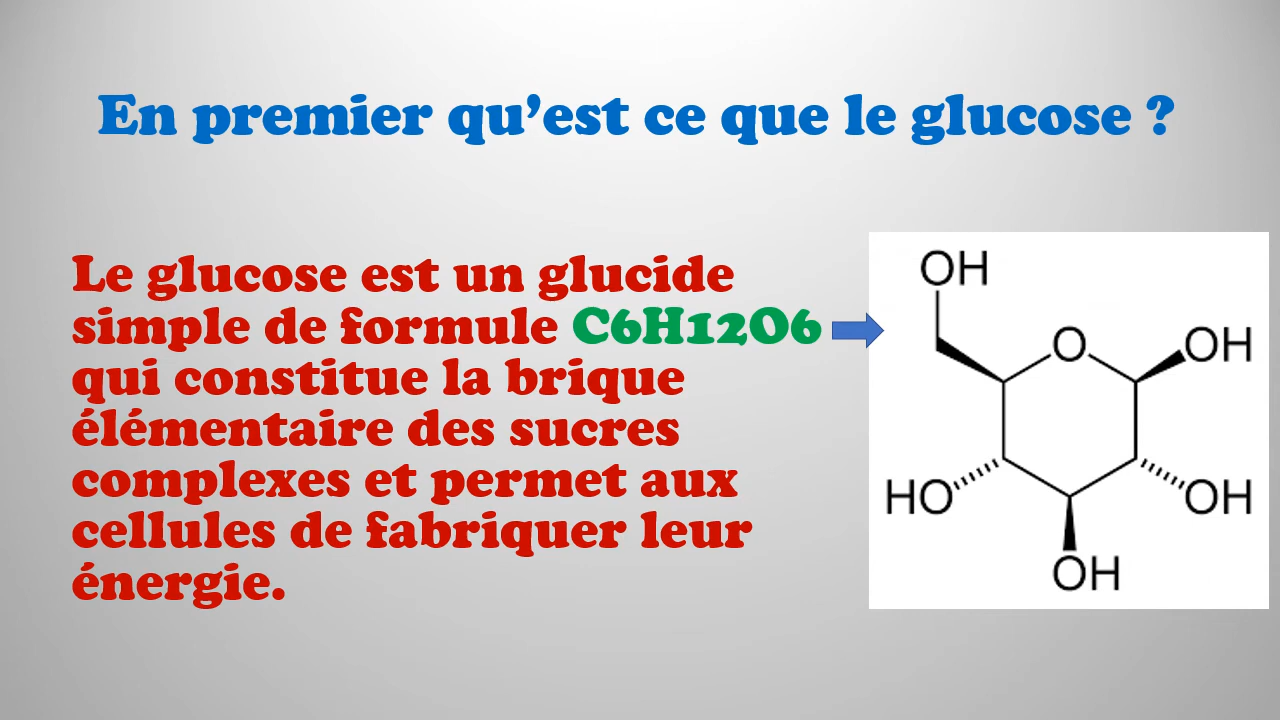 En premier qu’est ce que le glucose ?
Le glucose est un glucide
simple de formule C6H12O6
qui constitue la brique
élémentaire des sucres
complexes et permet aux
cellules de fabriquer leur
énergie.
OH
O
OH
HO
OH
OH